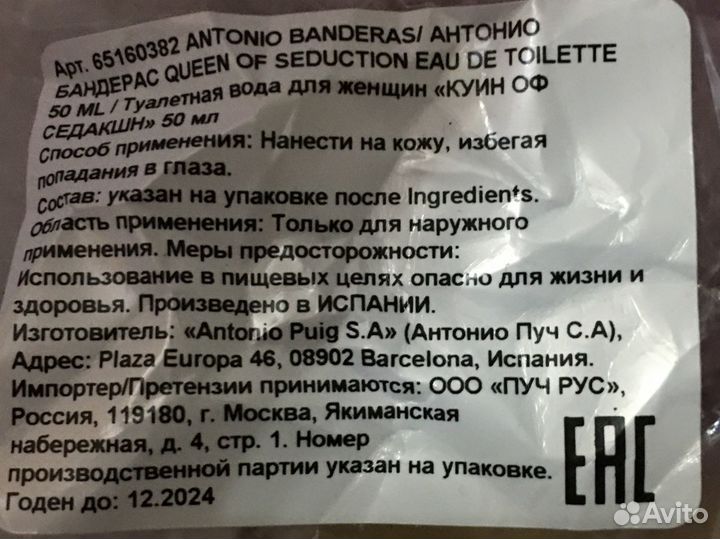 Арт. 65160382 ANTONIO BANDERAS/ АНТОНИО
БАНДЕРАС QUEEN OF SEDUCTION EAU DE TOILETTE
50 ML / Туалетная вода для женщин «КУИН ОФ
СЕДАКШН» 50 мл
Способ применения: Нанести на кожу, избегая
попадания в глаза.
Состав: указан на упаковке после Ingredients.
Область применения: Только для наружного
применения. Меры предосторожности:
Использование в пищевых целях опасно для жизни и
здоровья. Произведено в ИСПАНИИ.
Изготовитель: «Antonio Puig S.A» (Антонио Пуч С.А),
Адрес: Plaza Europa 46, 08902 Barcelona, Испания.
Импортер/Претензии принимаются: ООО «ПУЧ РУС»,
Россия, 119180, г. Москва, Якиманская
набережная, д. 4, стр. 1. Номер
производственной партии указан на упаковке.
Годен до: 12.2024
EAC
Avito